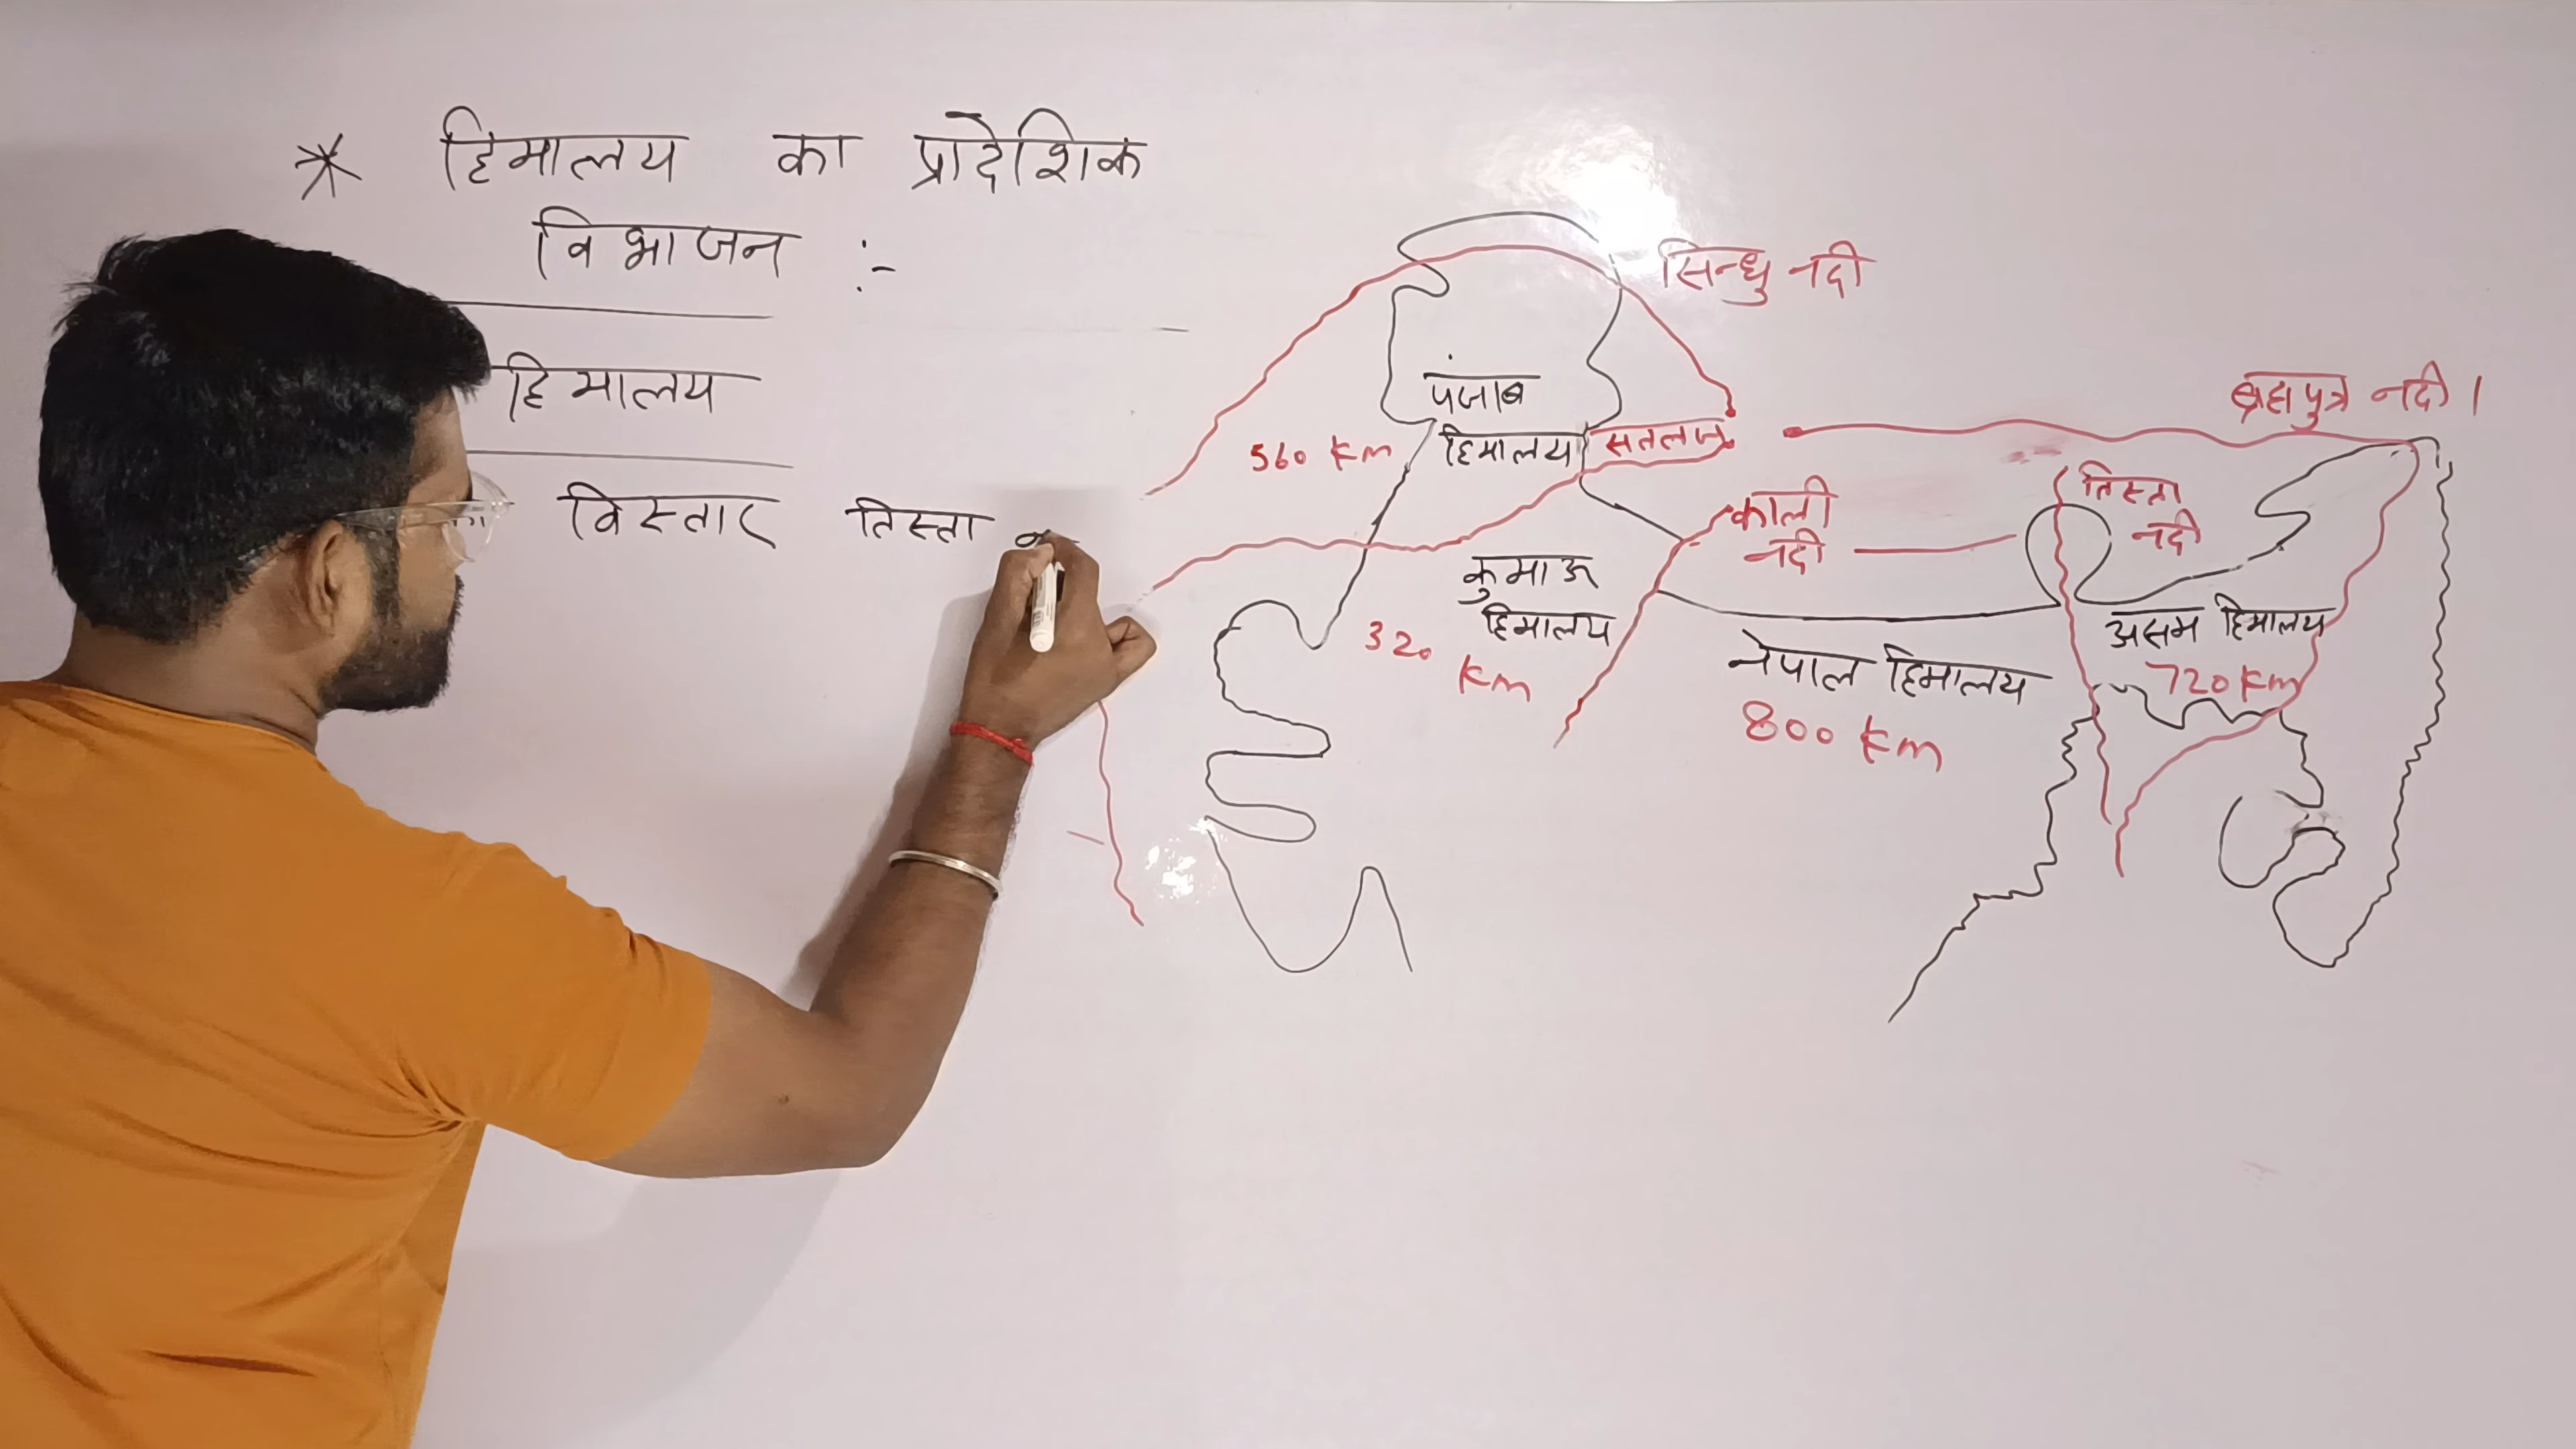 * हिमालय का प्रादेशिक
विभाजन :-
हिमालय
विस्तार तिस्ता
सिन्धु नदी
पंजाब
हिमालय
560 km
सतलज
ब्रह्मपुत्र नदी।
काली
नदी
तिस्ता
नदी
कुमाऊ
हिमालय
320
km
नेपाल हिमालय
800 km
असम हिमालय
720 km